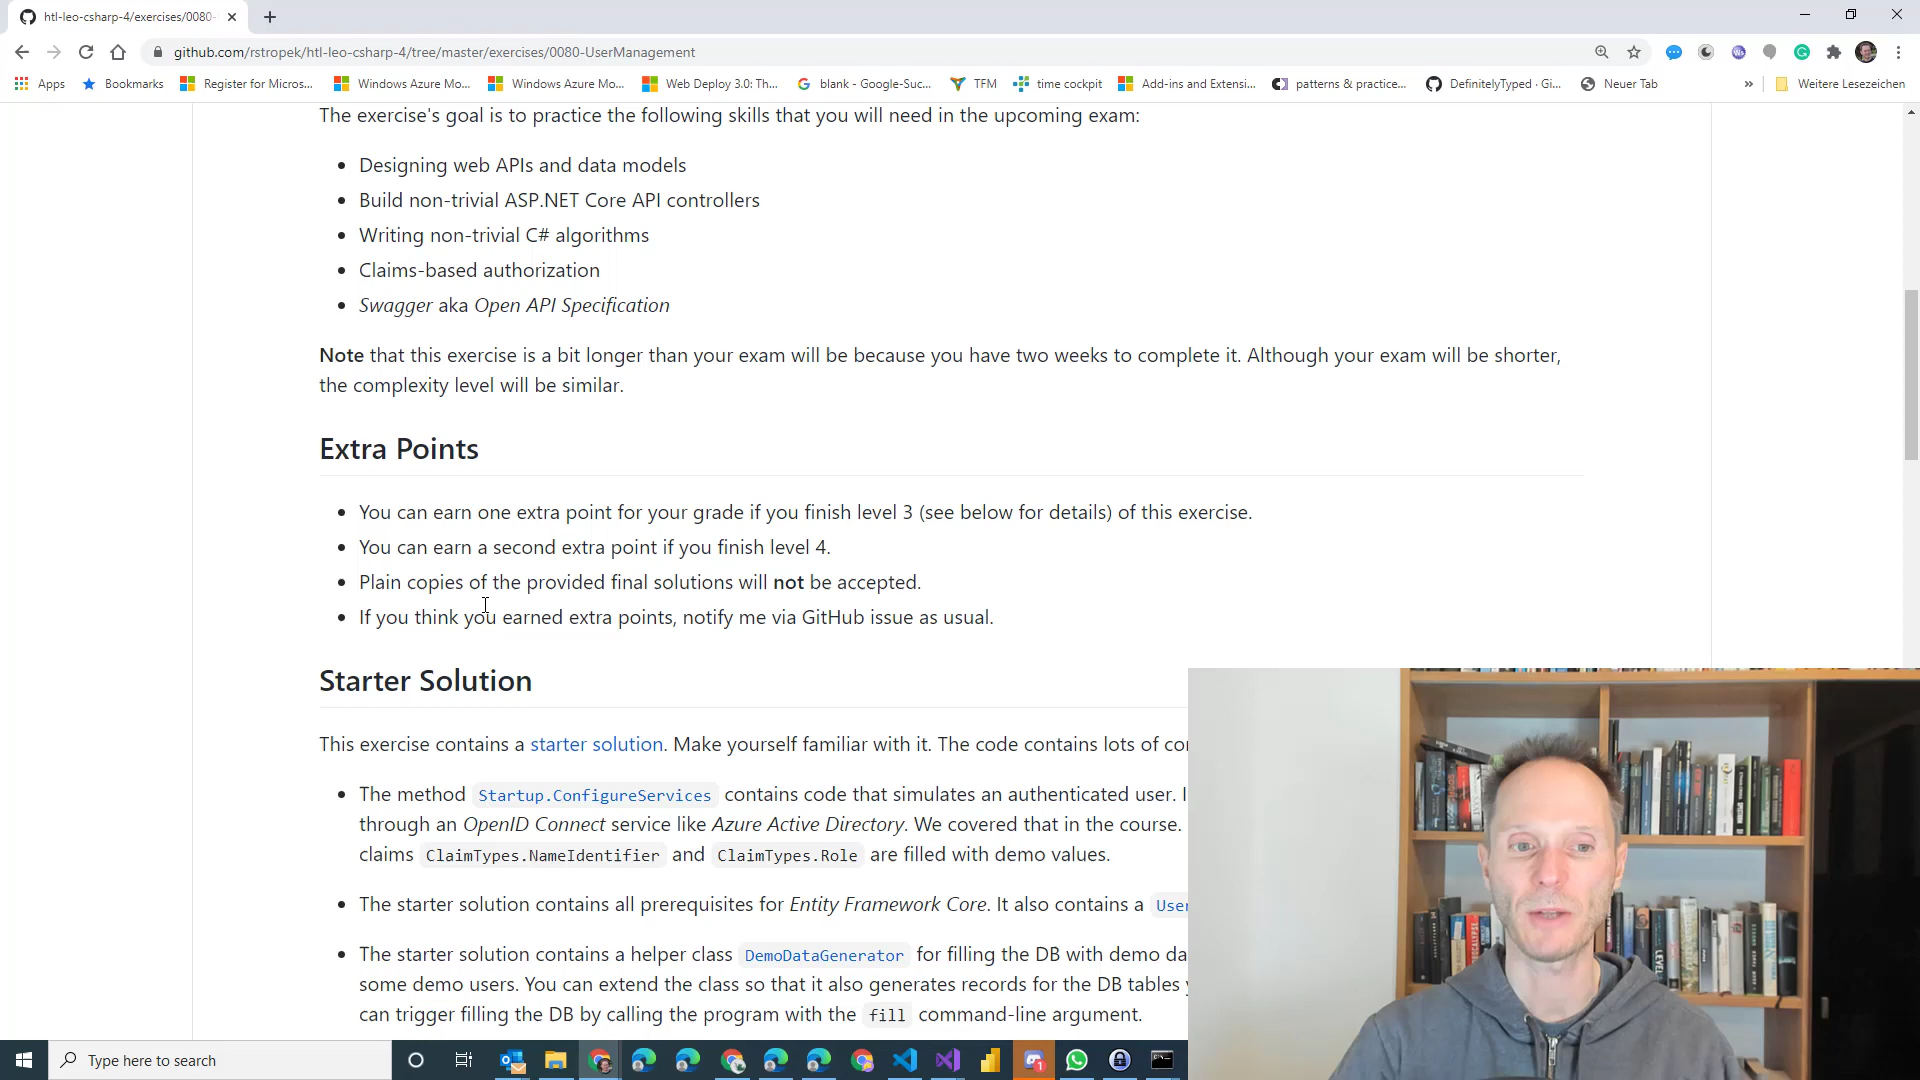 htl-leo-csharp-4/exercises/0080-
github.com/rstropek/htl-leo-csharp-4/tree/master/exercises/0080-UserManagement
Apps Bookmarks Register for Micros... Windows Azure Mo... Windows Azure Mo... Web Deploy 3.0: Th... blank - Google-Suc... TFM time cockpit Add-ins and Extensi... patterns & practice... DefinitelyTyped - Gi... Neuer Tab » Weitere Lesezeichen
The exercise's goal is to practice the following skills that you will need in the upcoming exam:
• Designing web APIs and data models
• Build non-trivial ASP.NET Core API controllers
• Writing non-trivial C# algorithms
• Claims-based authorization
• Swagger aka Open API Specification
Note that this exercise is a bit longer than your exam will be because you have two weeks to complete it. Although your exam will be shorter,
the complexity level will be similar.
Extra Points
• You can earn one extra point for your grade if you finish level 3 (see below for details) of this exercise.
• You can earn a second extra point if you finish level 4.
• Plain copies of the provided final solutions will not be accepted.
• If you think you earned extra points, notify me via GitHub issue as usual.
Starter Solution
This exercise contains a starter solution. Make yourself familiar with it. The code contains lots of
• The method Startup.ConfigureServices contains code that simulates an authenticated user.
through an OpenID Connect service like Azure Active Directory. We covered that in the course.
claims ClaimTypes.NameIdentifier and ClaimTypes.Role are filled with demo values.
• The starter solution contains all prerequisites for Entity Framework Core. It also contains a User
• The starter solution contains a helper class DemoDataGenerator for filling the DB with demo
some demo users. You can extend the class so that it also generates records for the DB tables
can trigger filling the DB by calling the program with the fill command-line argument.
Type here to search